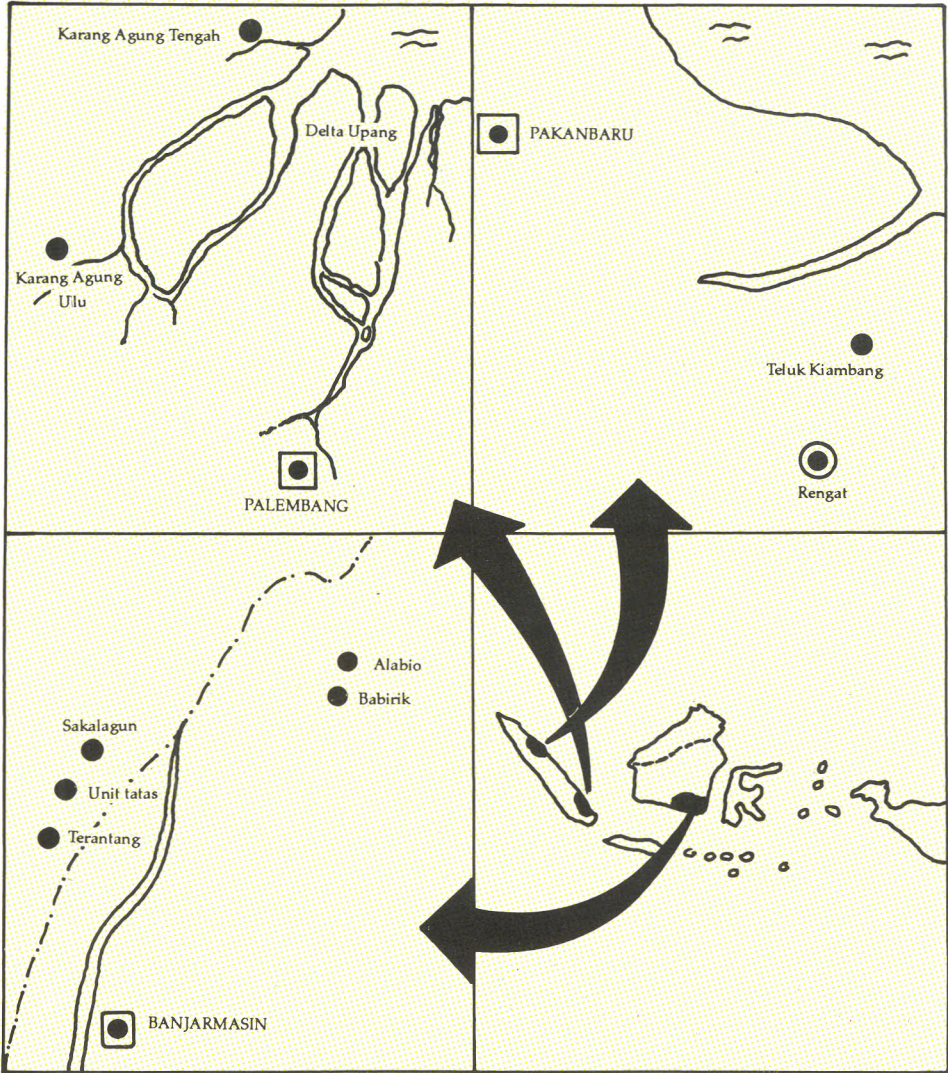 Karang Agung Tengah
Delta Upang
Karang Agung
Ulu
PALEMBANG
PAKANBARU
Teluk Kiambang
Rengat
Alabio
Babirik
Sakalagun
Unit tatas
Terantang
BANJARMASIN